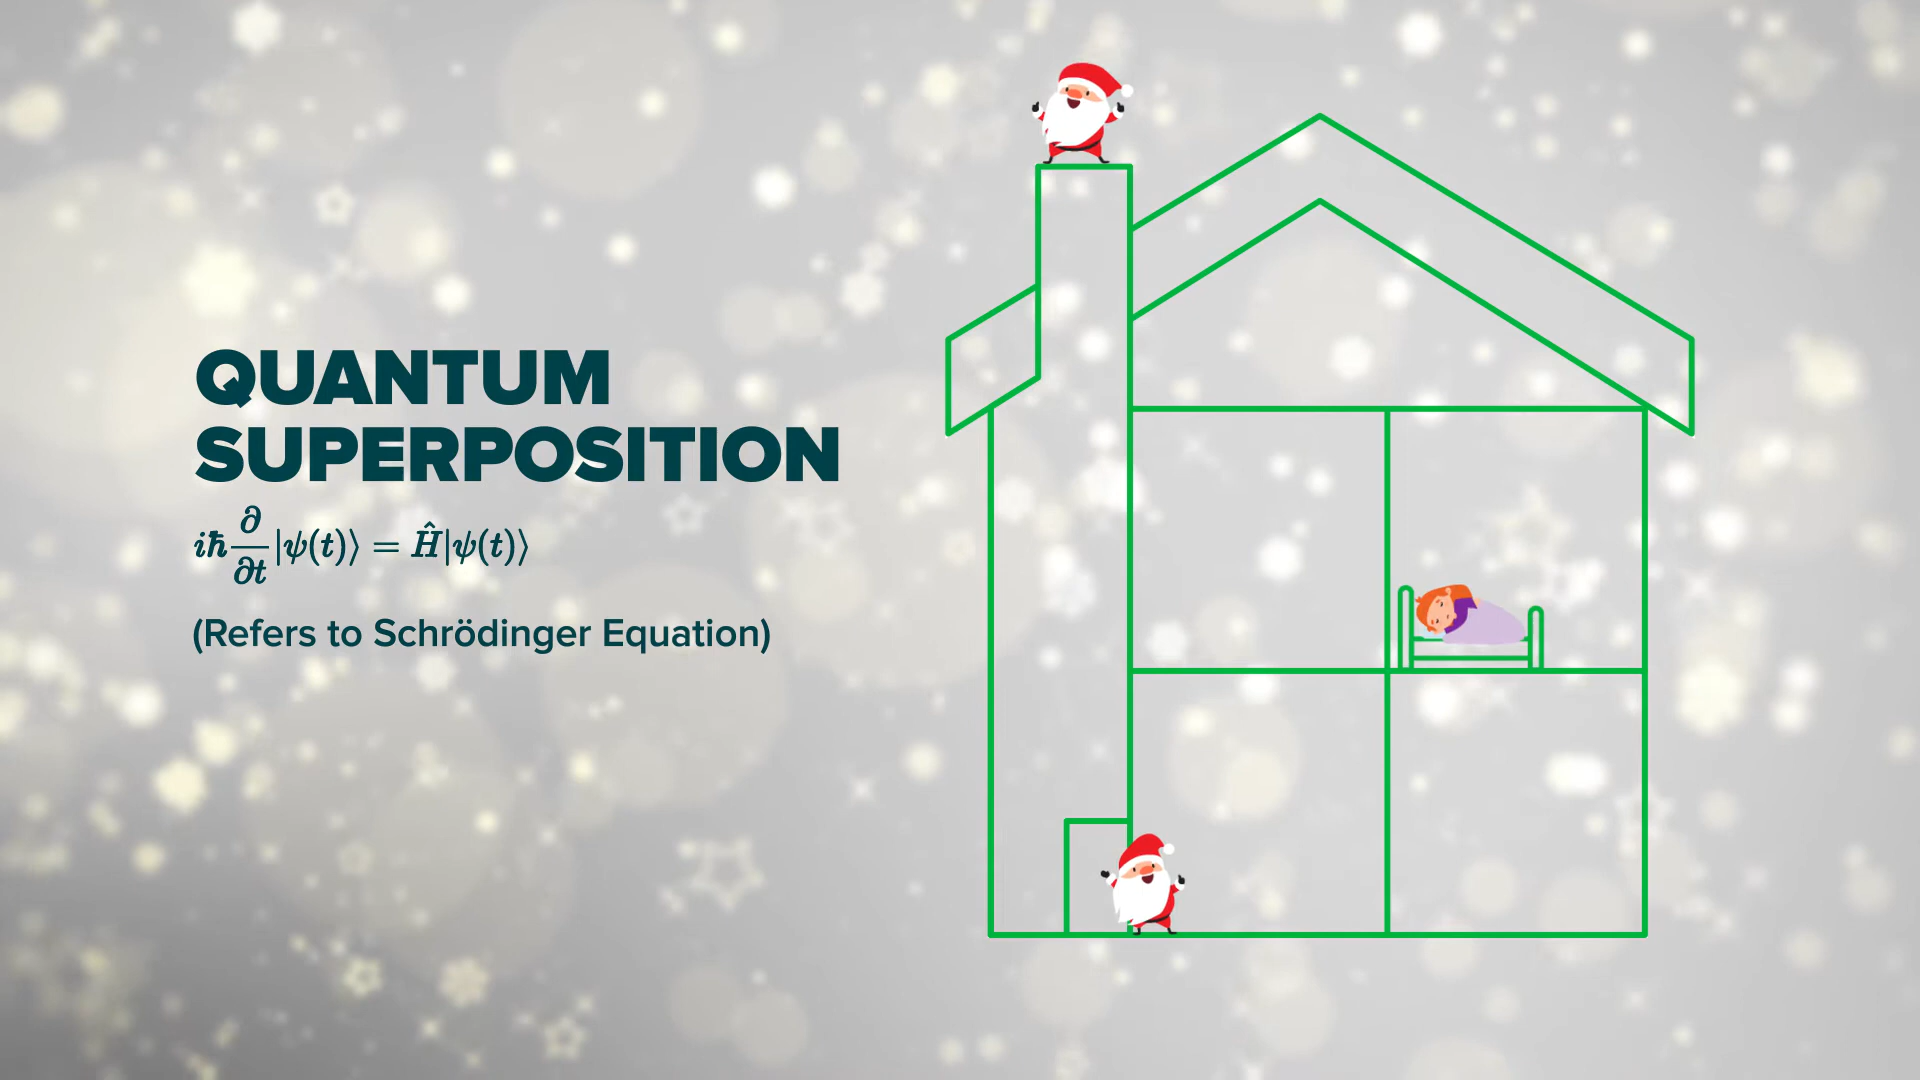 QUANTUM
SUPERPOSITION
iℏ ∂/∂t |ψ(t)⟩ = Ĥ|ψ(t)⟩
(Refers to Schrödinger Equation)